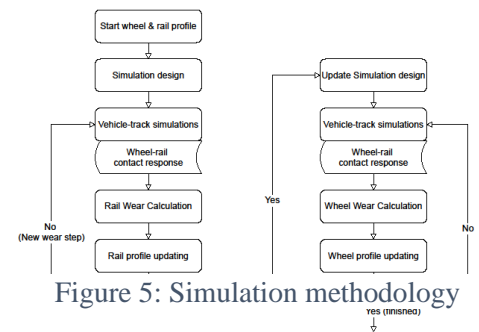 Start wheel & rail profile
Simulation design
Vehicle-track simulations
Wheel-rail
contact response
Rail Wear Calculation
Rail profile updating
No
(New wear step)
Update Simulation design
Vehicle-track simulations
Wheel-rail
contact response
Wheel Wear Calculation
Wheel profile updating
Yes
No
Figure 5: Simulation methodology
Yes (finished)